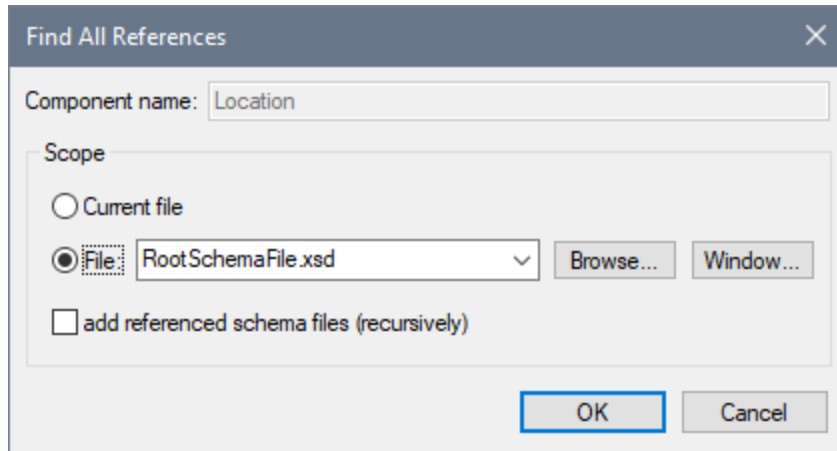 Find All References
Component name: Location
Scope
Current file
File: RootSchemaFile.xsd Browse... Window...
add referenced schema files (recursively)
OK Cancel